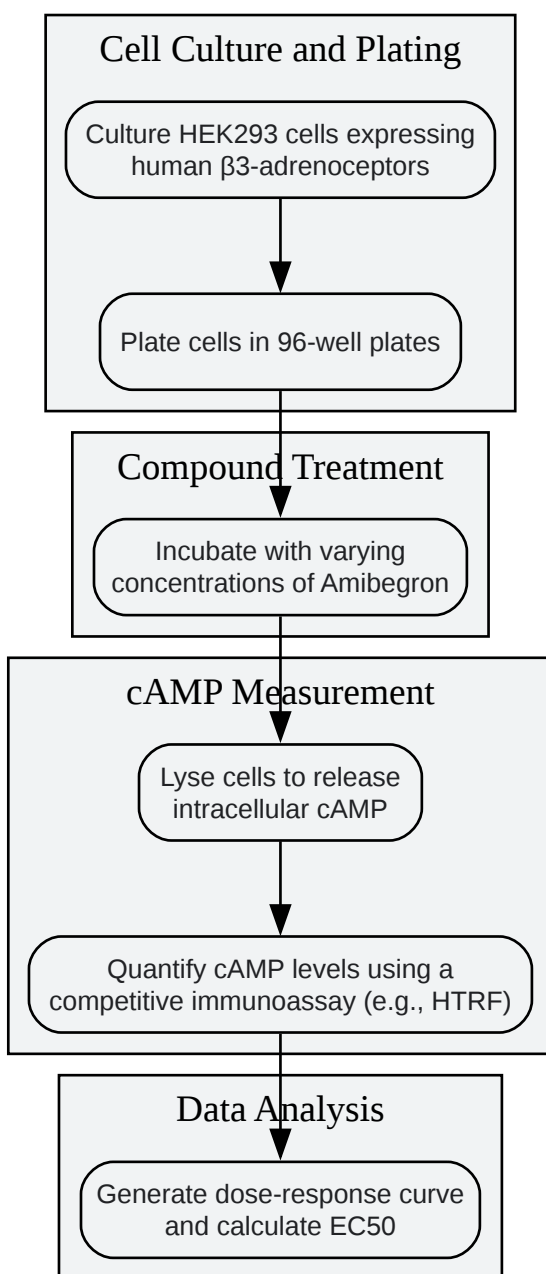 Cell Culture and Plating
Culture HEK293 cells expressing
human β3-adrenoceptors
Plate cells in 96-well plates
Compound Treatment
Incubate with varying
concentrations of Amibegron
cAMP Measurement
Lyse cells to release
intracellular cAMP
Quantify cAMP levels using a
competitive immunoassay (e.g., HTRF)
Data Analysis
Generate dose-response curve
and calculate EC50